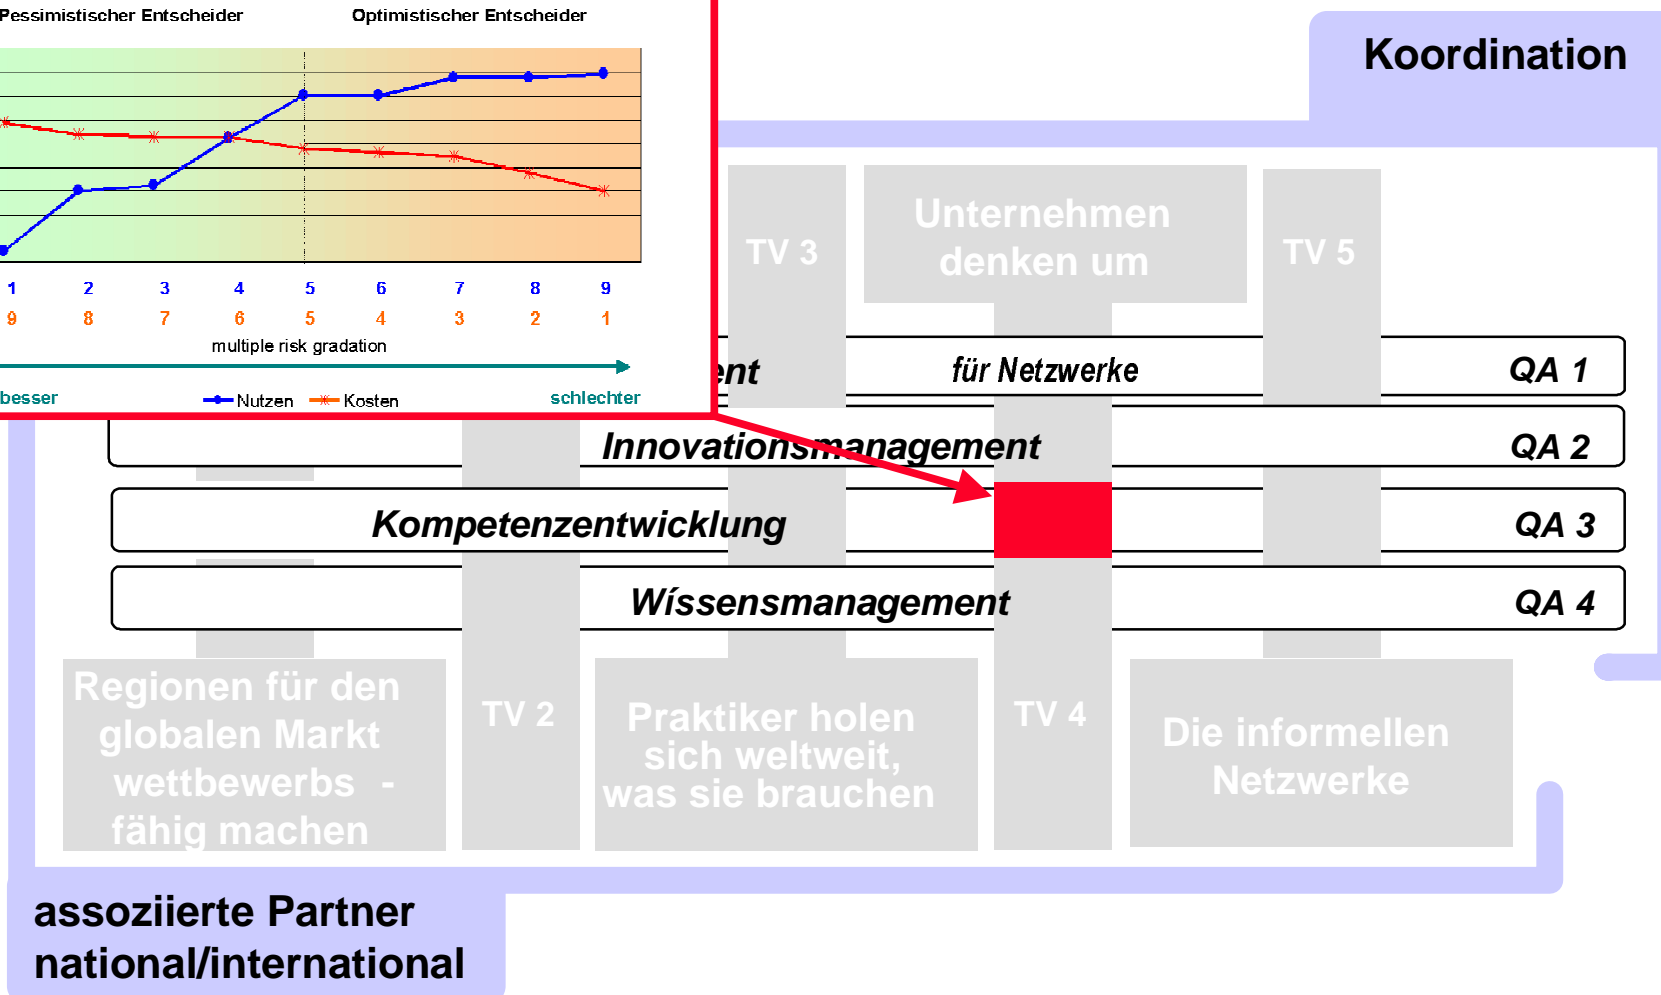 Pessimistischer Entscheider Optimistischer Entscheider
1 2 3 4 5 6 7 8 9
9 8 7 6 5 4 3 2 1
multiple risk gradation
besser Nutzen Kosten schlechter
Koordination
TV 3
Unternehmen
denken um
TV 5
ent für Netzwerke QA 1
Innovationsmanagement QA 2
Kompetenzentwicklung QA 3
Wíssensmanagement QA 4
Regionen für den
globalen Markt
wettbewerbs -
fähig machen
TV 2
Praktiker holen
sich weltweit,
was sie brauchen
TV 4
Die informellen
Netzwerke
assoziierte Partner
national/international